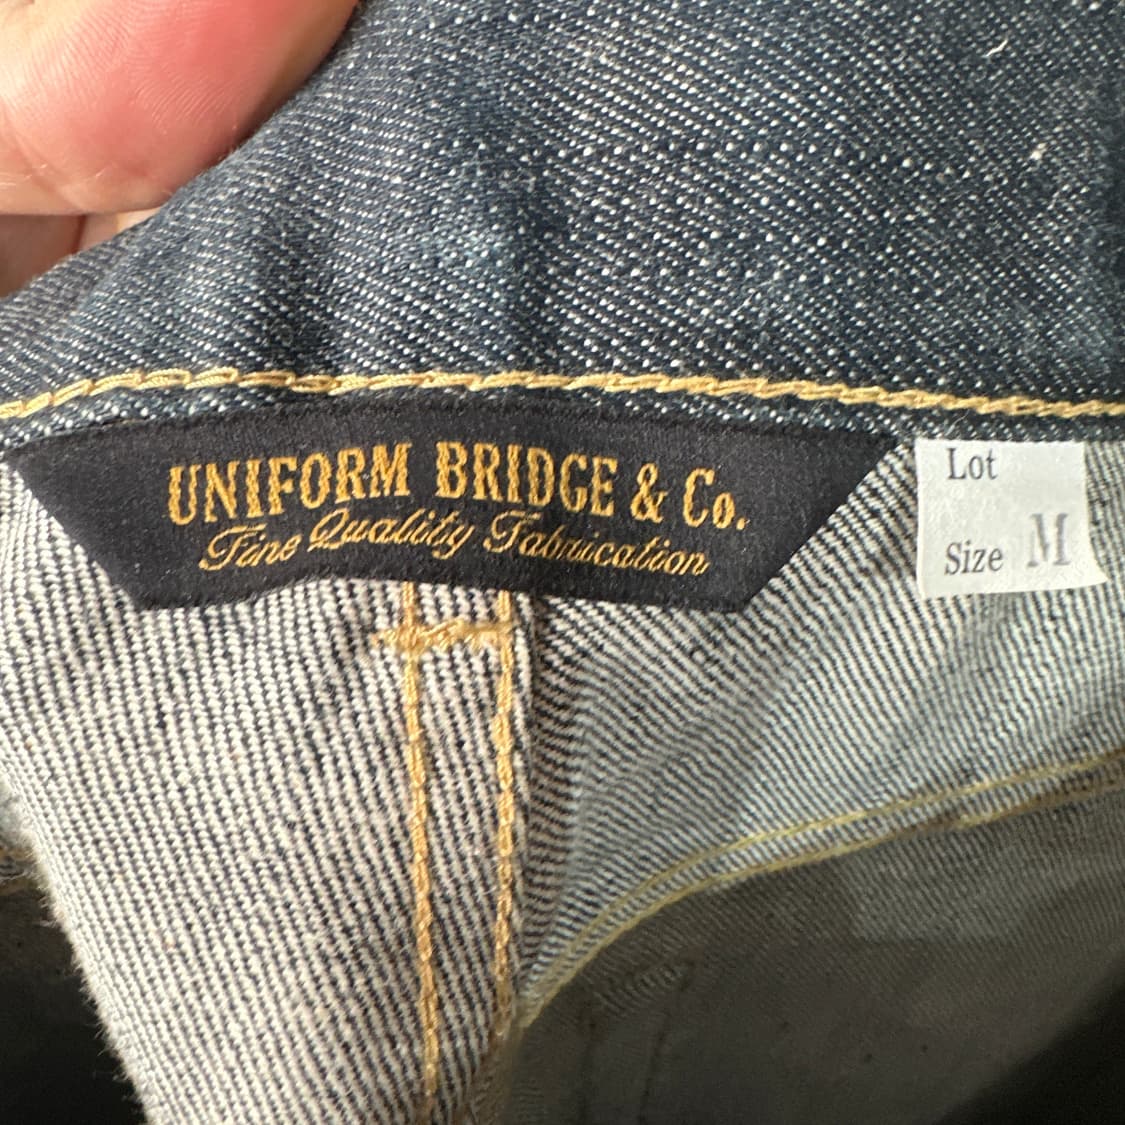 UNIFORM BRIDGE & Co.
Fine Quality Fabrication
Lot
Size M